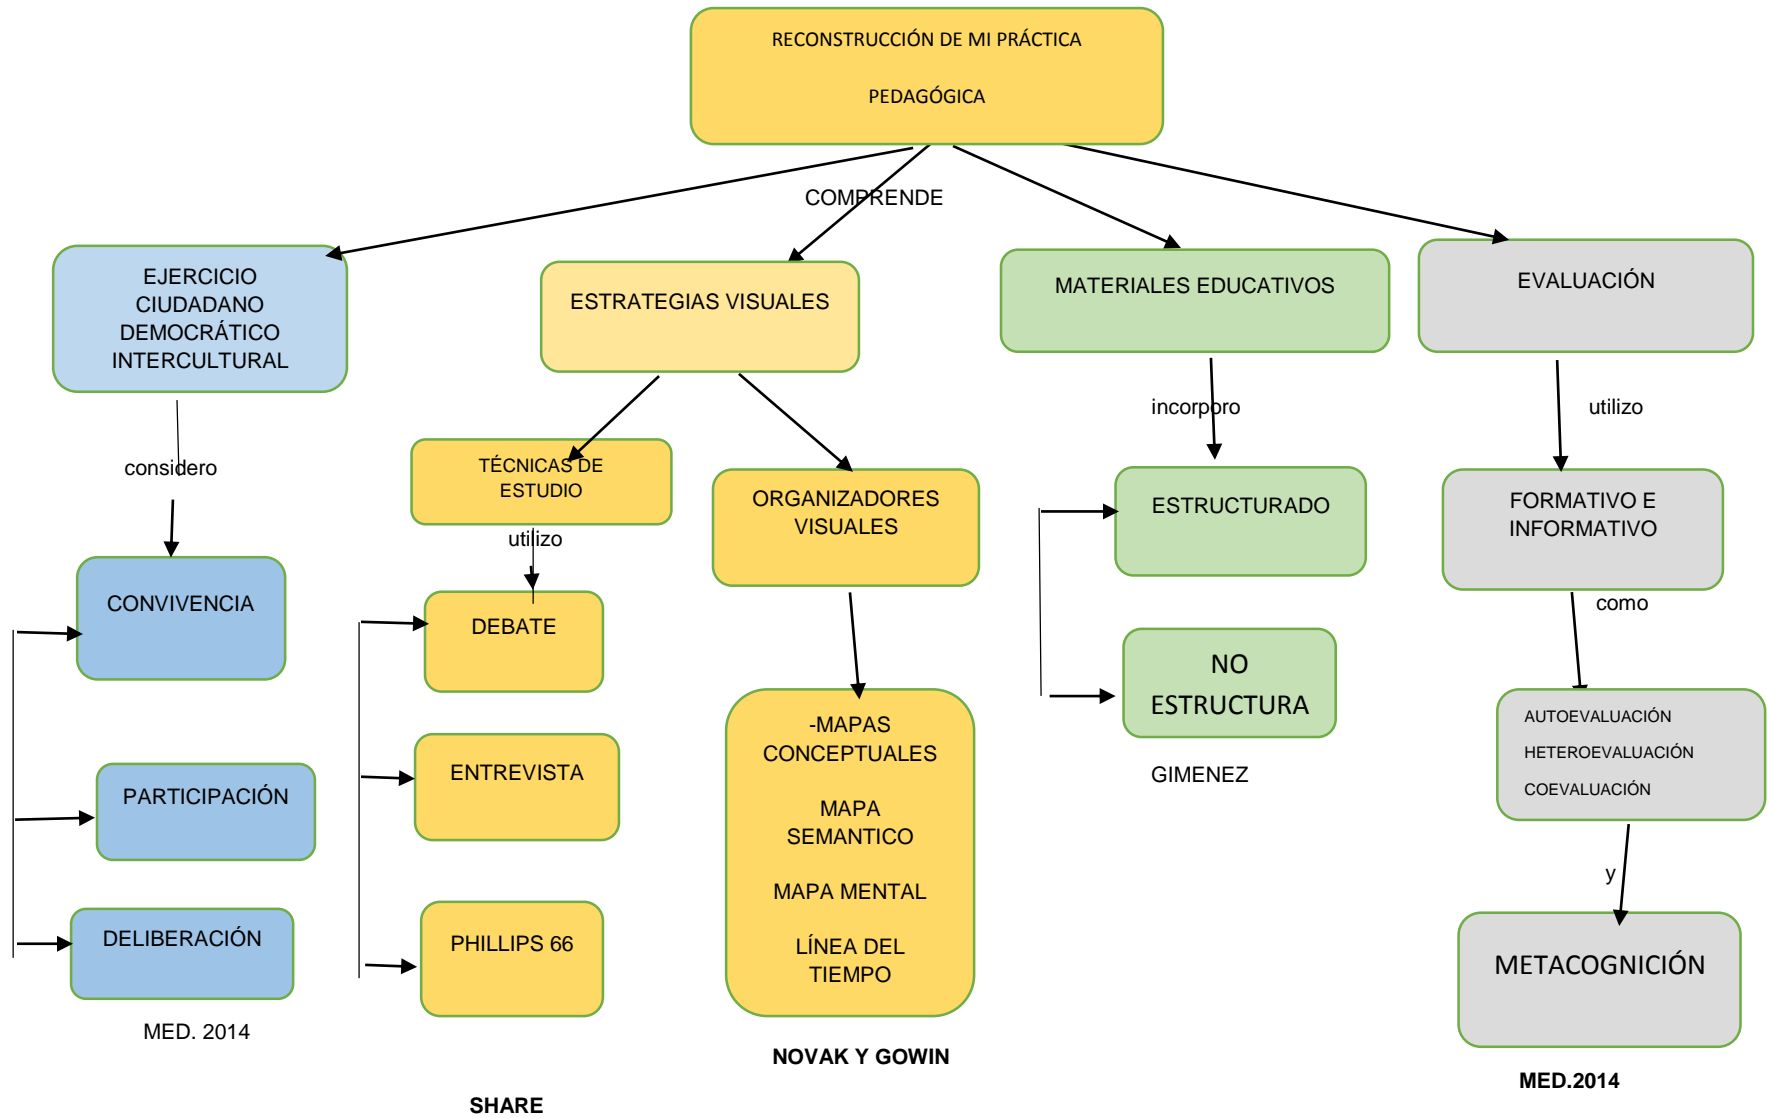 RECONSTRUCCIÓN DE MI PRÁCTICA
PEDAGÓGICA
COMPRENDE
EJERCICIO
CIUDADANO
DEMOCRÁTICO
INTERCULTURAL
ESTRATEGIAS VISUALES
MATERIALES EDUCATIVOS
EVALUACIÓN
considero
incorporo
utilizo
TÉCNICAS DE
ESTUDIO
utilizo
ORGANIZADORES
VISUALES
ESTRUCTURADO
FORMATIVO E
INFORMATIVO
como
CONVIVENCIA
DEBATE
NO
ESTRUCTURA
-MAPAS
CONCEPTUALES
MAPA
SEMANTICO
MAPA MENTAL
LÍNEA DEL
TIEMPO
AUTOEVALUACIÓN
HETEROEVALUACIÓN
COEVALUACIÓN
GIMENEZ
PARTICIPACIÓN
ENTREVISTA
y
DELIBERACIÓN
PHILLIPS 66
METACOGNICIÓN
MED. 2014
NOVAK Y GOWIN
MED.2014
SHARE